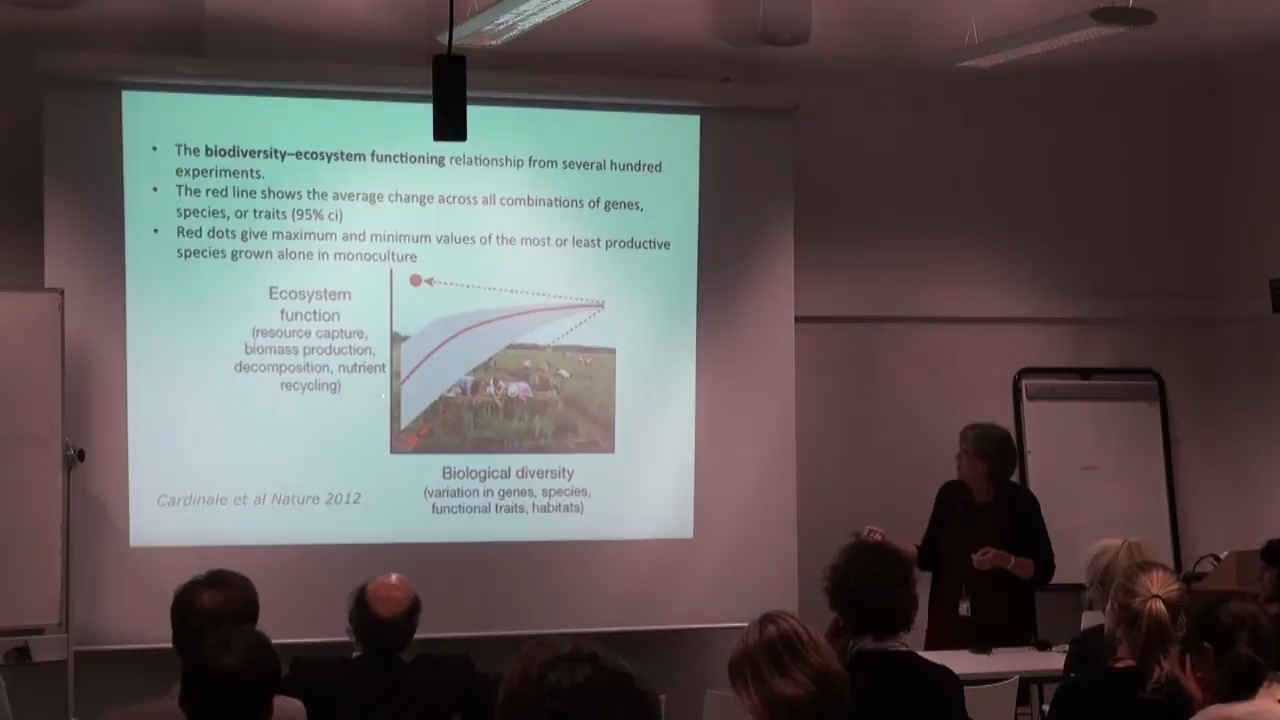 • The biodiversity–ecosystem functioning relationship from several hundred
experiments.
• The red line shows the average change across all combinations of genes,
species, or traits (95% ci)
• Red dots give maximum and minimum values of the most or least productive
species grown alone in monoculture
Ecosystem
function
(resource capture,
biomass production,
decomposition, nutrient
recycling)
Biological diversity
(variation in genes, species,
functional traits, habitats)
Cardinale et al Nature 2012